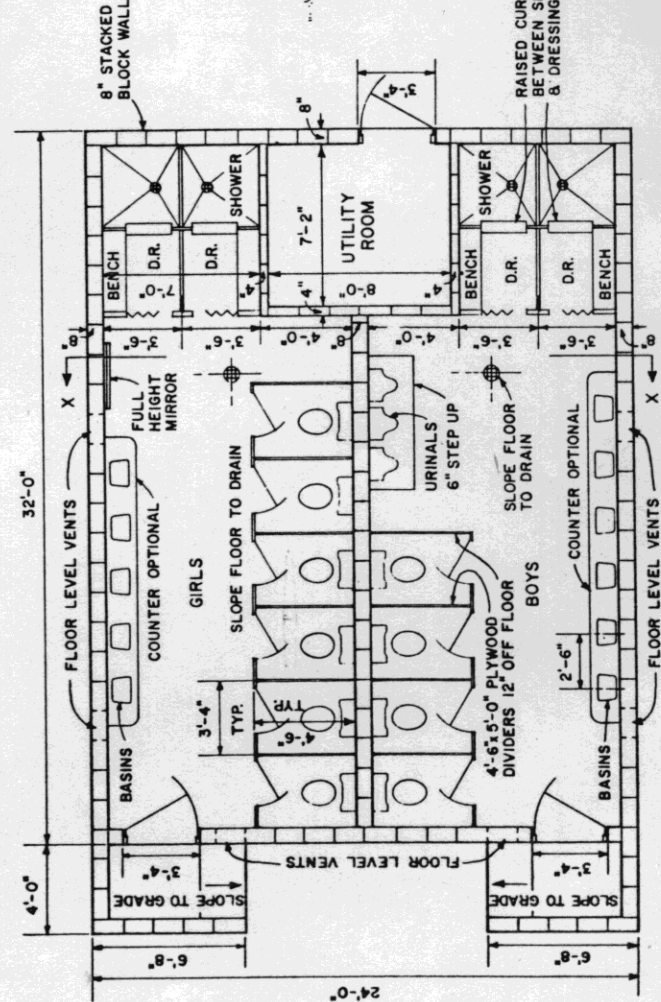 8" STACKED
BLOCK WALL
32'-0"
4'-0"
FLOOR LEVEL VENTS
X
8"
3'-4"
8"
BENCH
D.R.
SHOWER
7'-0"
D.R.
4"
7'-2"
UTILITY
ROOM
4"
8'-0"
4"
RAISED
BETWEEN
& DRESSING
SHOWER
BENCH
D.R.
D.R.
8"
3'-6"
3'-6"
4'-0"
8"
4'-0"
3'-6"
3'-6"
8"
FULL
HEIGHT
MIRROR
COUNTER OPTIONAL
BASINS
GIRLS
SLOPE FLOOR TO DRAIN
3'-4"
TYP.
4'-6"
TYP.
URINALS
6" STEP UP
SLOPE FLOOR
TO DRAIN
4'-6" x 5'-0" PLYWOOD
DIVIDERS 12" OFF FLOOR
BOYS
COUNTER OPTIONAL
2'-6"
BASINS
X
FLOOR LEVEL VENTS
FLOOR LEVEL VENTS
3'-4"
SLOPE TO GRADE
6'-8"
3'-4"
SLOPE TO GRADE
6'-8"
24'-0"